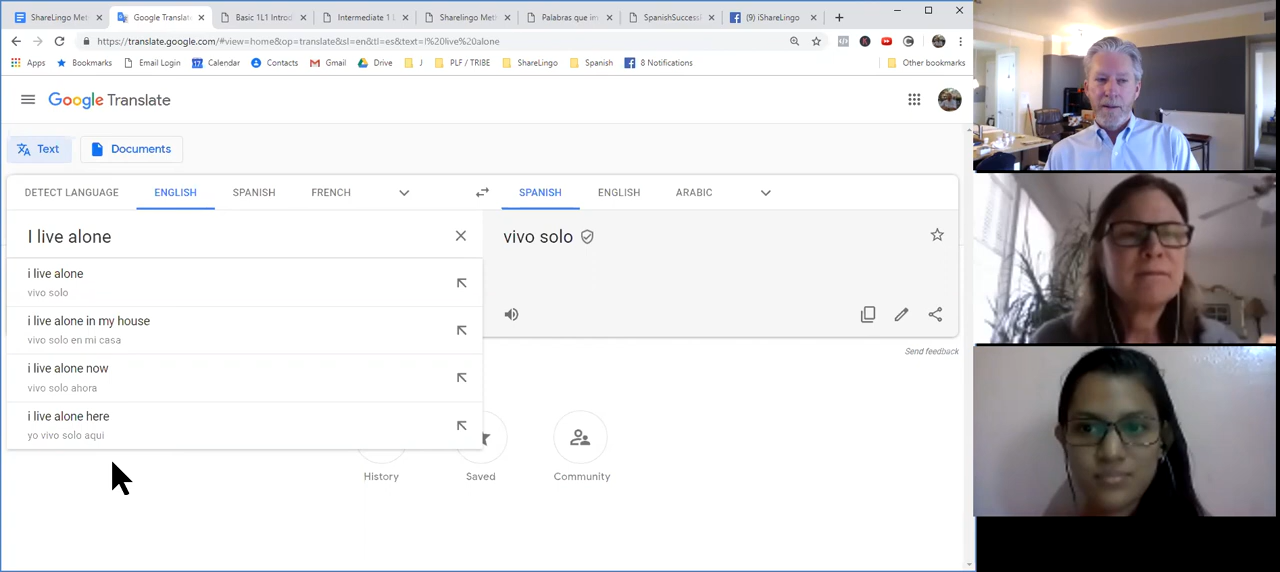 ShareLingo Met
Google Translat
Basic 1L1 Introd
Intermediate 1 L
ShareLingo Met
Palabras que im
SpanishSuccess
(9) iShareLingo
https://translate.google.com/#view=home&op=translate&sl=en&tl=es&text=I%20live%20alone
Apps Bookmarks Email Login Calendar Contacts Gmail Drive J PLF / TRIBE ShareLingo Spanish 8 Notifications Other bookmarks
Google Translate
Text Documents
DETECT LANGUAGE ENGLISH SPANISH FRENCH SPANISH ENGLISH ARABIC
I live alone
vivo solo
i live alone
vivo solo
i live alone in my house
vivo solo en mi casa
i live alone now
vivo solo ahora
i live alone here
yo vivo solo aqui
Send feedback
History Saved Community